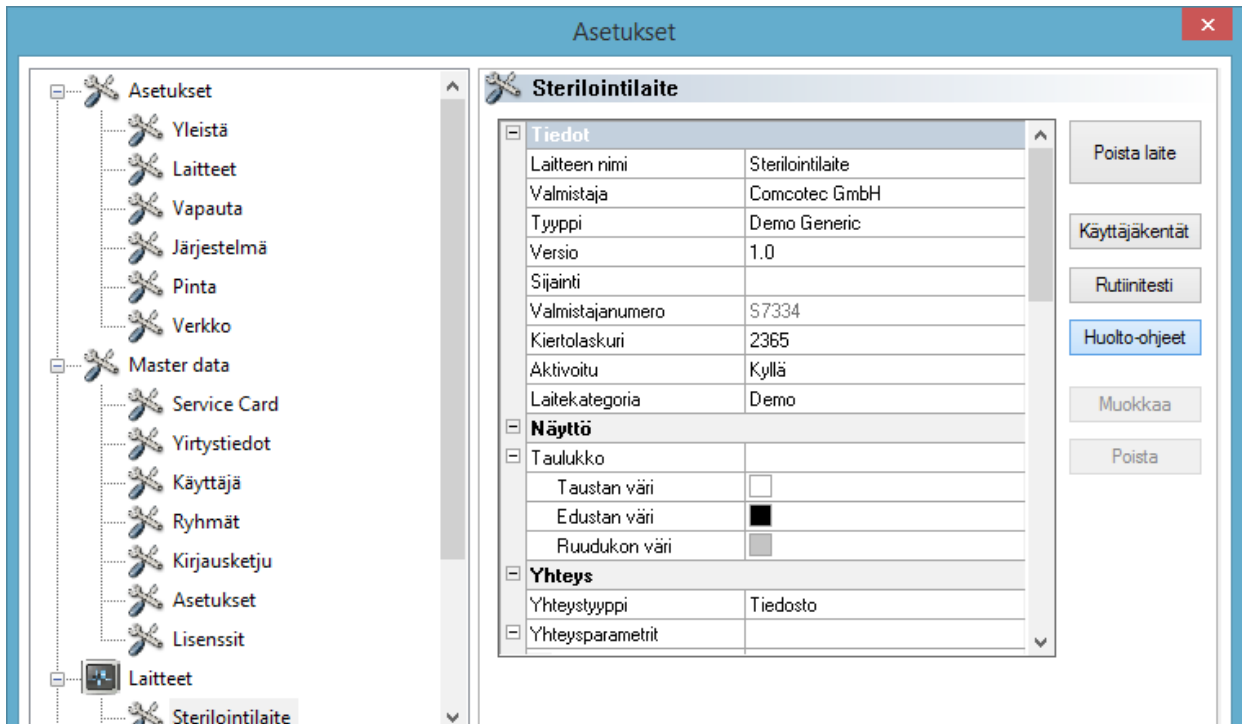 Asetukset
Asetukset
Yleistä
Laitteet
Vapauta
Järjestelmä
Pinta
Verkko
Master data
Service Card
Yirtystiedot
Käyttäjä
Ryhmät
Kirjausketju
Asetukset
Lisenssit
Laitteet
Sterilointilaite
Sterilointilaite
Tiedot
Laitteen nimi Sterilointilaite
Valmistaja Comcotec GmbH
Tyyppi Demo Generic
Versio 1.0
Sijainti
Valmistajanumero S7334
Kiertolaskuri 2365
Aktivoitu Kyllä
Laitekategoria Demo
Näyttö
Taulukko
Taustan väri
Edustan väri
Ruudukon väri
Yhteys
Yhteystyyppi Tiedosto
Yhteysparametrit
Poista laite
Käyttäjäkentät
Rutiinitesti
Huolto-ohjeet
Muokkaa
Poista